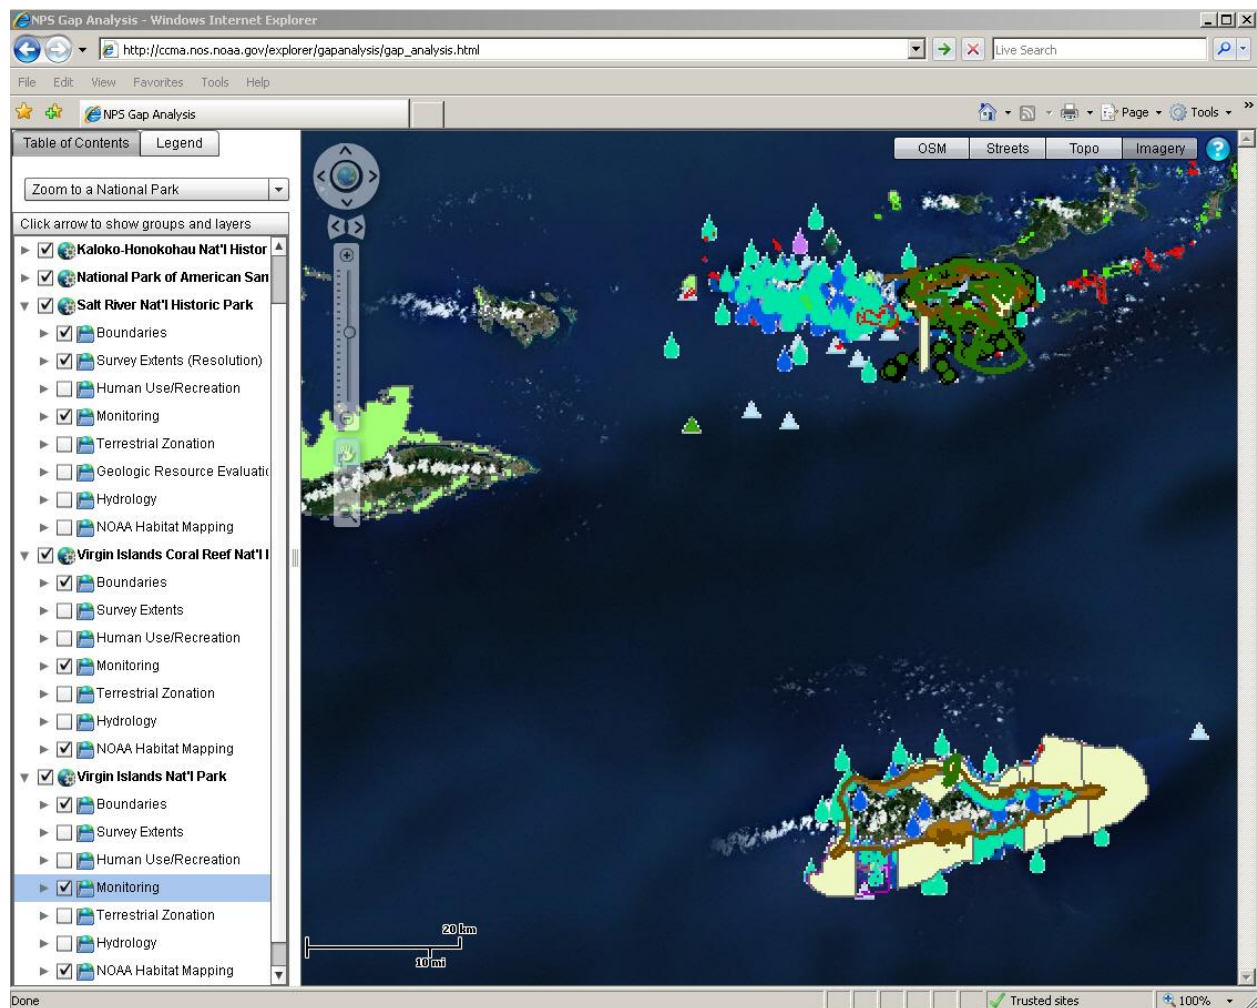 NPS Gap Analysis - Windows Internet Explorer
http://ccma.nos.noaa.gov/explorer/gapanalysis/gap_analysis.html
Live Search
File Edit View Favorites Tools Help
NPS Gap Analysis
Page Tools »
Table of Contents Legend
OSM Streets Topo Imagery ?
Zoom to a National Park
Click arrow to show groups and layers
Kaloko-Honokohau Nat'l Histor
National Park of American Sam
Salt River Nat'l Historic Park
Boundaries
Survey Extents (Resolution)
Human Use/Recreation
Monitoring
Terrestrial Zonation
Geologic Resource Evaluatio
Hydrology
NOAA Habitat Mapping
Virgin Islands Coral Reef Nat'l
Boundaries
Survey Extents
Human Use/Recreation
Monitoring
Terrestrial Zonation
Hydrology
NOAA Habitat Mapping
Virgin Islands Nat'l Park
Boundaries
Survey Extents
Human Use/Recreation
Monitoring
Terrestrial Zonation
Hydrology
NOAA Habitat Mapping
20 km
10 mi
Done
Trusted sites
100%